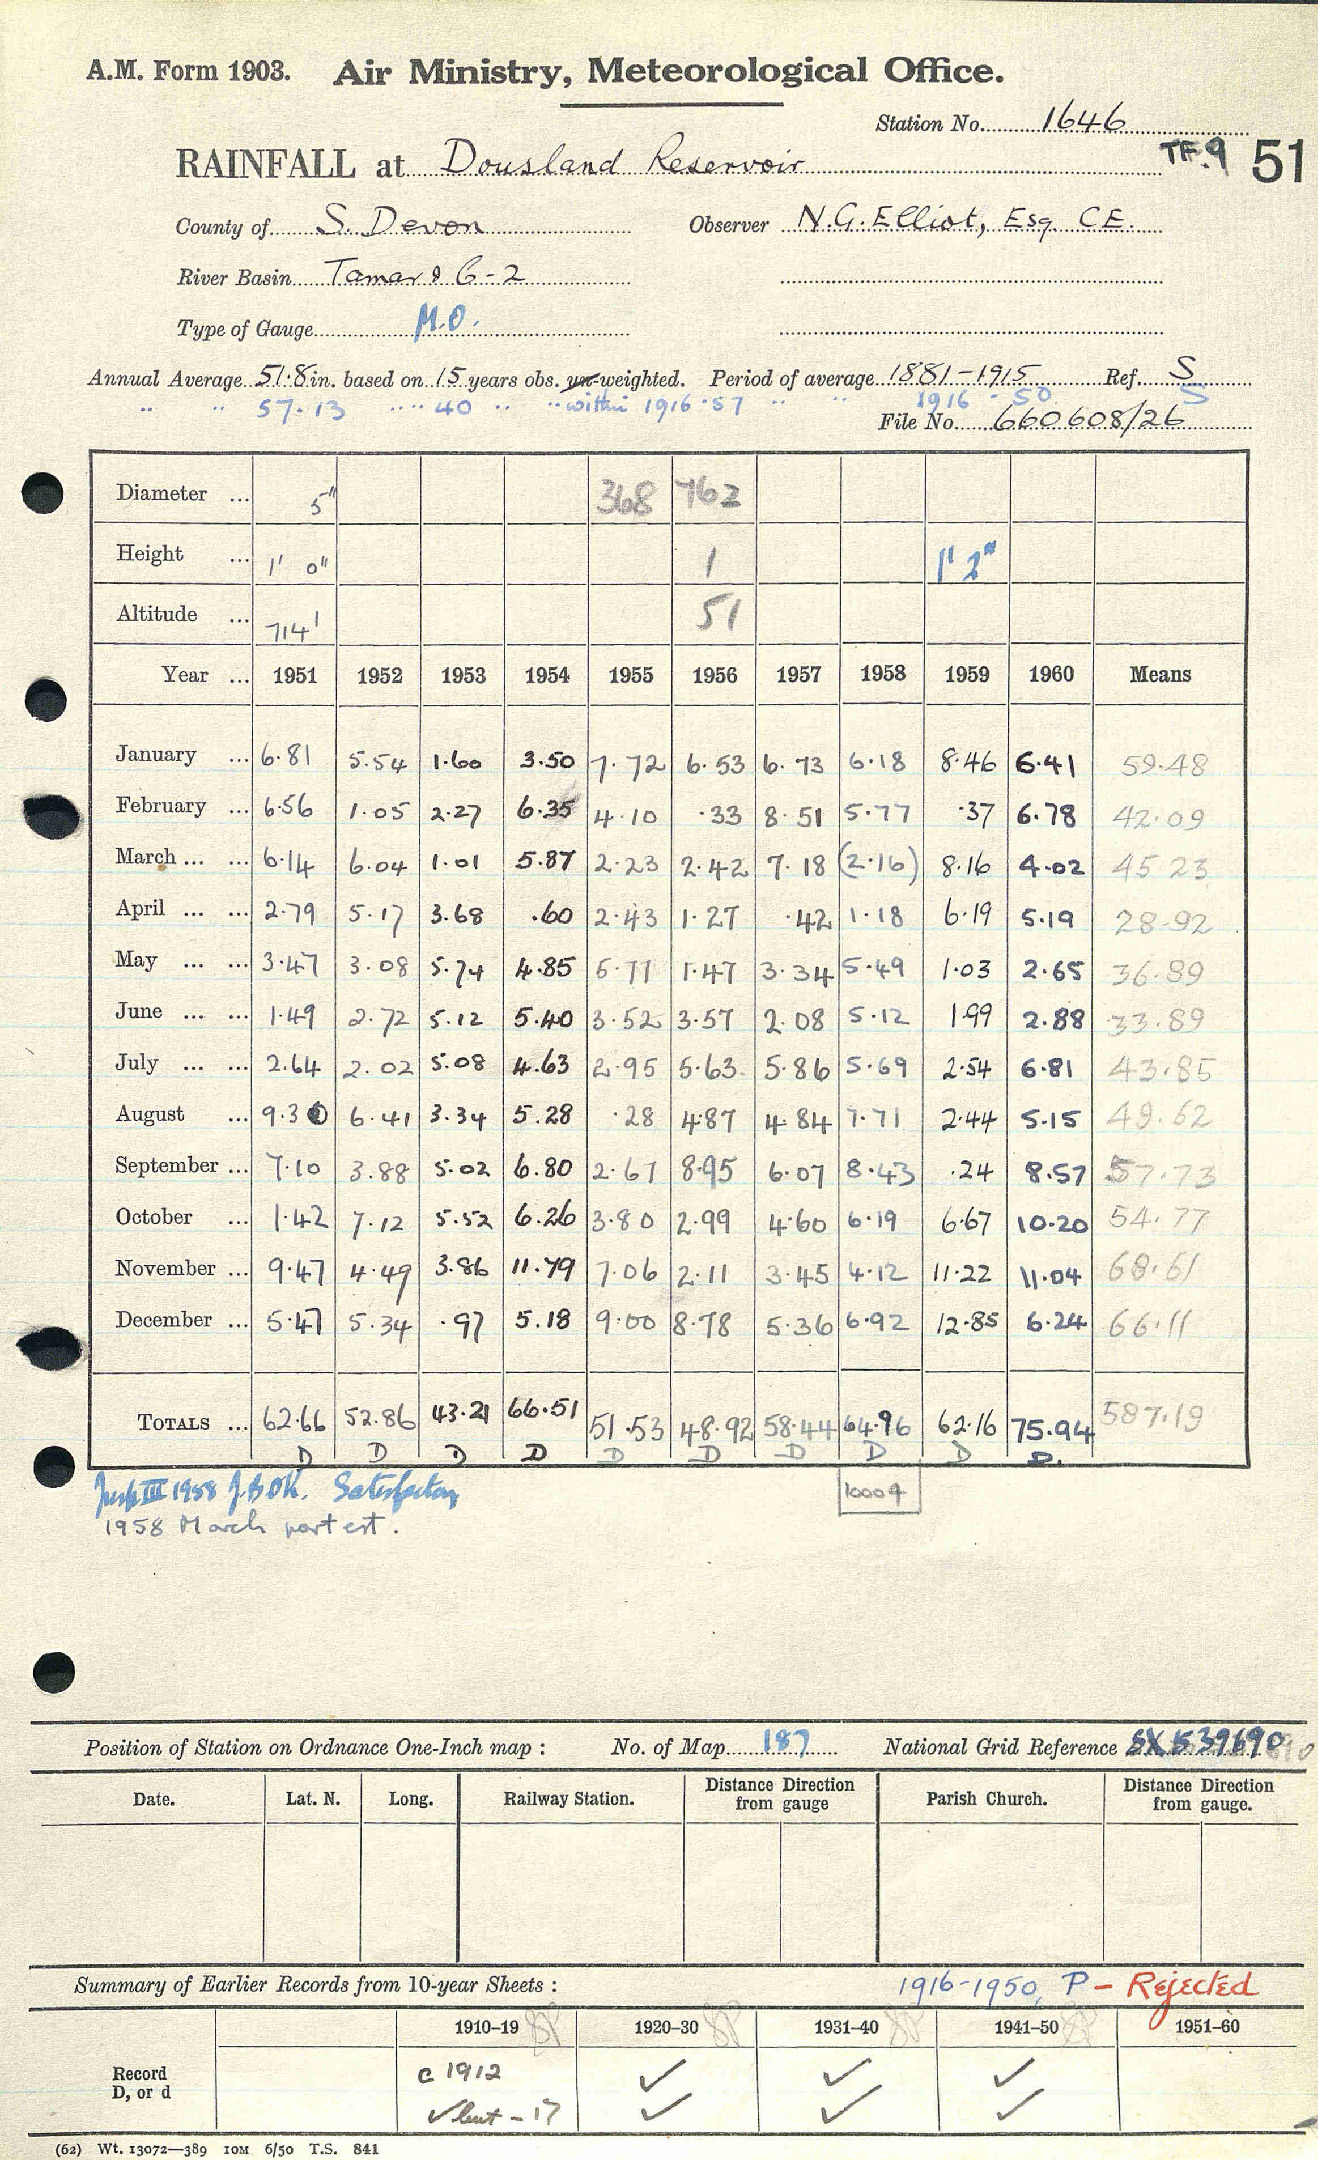 A.M. Form 1903. Air Ministry, Meteorological Office.
Station No. 1646
RAINFALL at Dousland Reservoir TF.9 51
County of S. Devon Observer N.G. Elliot, Esq. C.E.
River Basin Tamar & 6-2
Type of Gauge M.O.
Annual Average 51.8 in. based on 15 years obs. un-weighted. Period of average 1881-1915 Ref. S
" " 57.13 " " 40 " " within 1916-57 " " 1916-50 S
File No. 660608/26
Diameter ... 5" 368 762
Height ... 1' 0" 1 1' 2"
Altitude ... 714' 51
Year ... 1951 1952 1953 1954 1955 1956 1957 1958 1959 1960 Means
January ... 6.81 5.54 1.60 3.50 7.72 6.53 6.73 6.18 8.46 6.41 59.48
February ... 6.56 1.05 2.27 6.35 4.10 .33 8.51 5.77 .37 6.78 42.09
March ... ... 6.14 6.04 1.01 5.87 2.23 2.42 7.18 (2.16) 8.16 4.02 45.23
April ... ... 2.79 5.17 3.68 .60 2.43 1.27 .42 1.18 6.19 5.19 28.92
May ... ... 3.47 3.08 5.74 4.85 5.77 1.47 3.34 5.49 1.03 2.65 36.89
June ... ... 1.49 2.72 5.12 5.40 3.52 3.57 2.08 5.12 1.99 2.88 33.89
July ... ... 2.64 2.02 5.08 4.63 2.95 5.63 5.86 5.69 2.54 6.81 43.85
August ... 9.30 6.41 3.34 5.28 .28 4.87 4.84 7.71 2.44 5.15 49.62
September ... 7.10 3.88 5.02 6.80 2.67 8.95 6.07 8.43 .24 8.57 57.73
October ... 1.42 7.12 5.52 6.26 3.80 2.99 4.60 6.19 6.67 10.20 54.77
November ... 9.47 4.49 3.86 11.79 7.06 2.11 3.45 4.12 11.22 11.04 68.61
December ... 5.47 5.34 .97 5.18 9.00 8.78 5.36 6.92 12.85 6.24 66.11
TOTALS ... 62.66 52.86 43.21 66.51 51.53 48.92 58.44 64.96 62.16 75.94 587.19
D D D D D D D D D D.
Insp III 1958 Satisfactory
10009
1958 March part est.
Position of Station on Ordnance One-Inch map : No. of Map 187 National Grid Reference SX 539690
Date. Lat. N. Long. Railway Station. Distance from gauge Direction Parish Church. Distance from gauge. Direction
Summary of Earlier Records from 10-year Sheets : 1916-1950, P - Rejected
1910–19 1920–30 1931–40 1941–50 1951–60
Record c 1912 ✓ ✓ ✓
D, or d ✓ but - 17 ✓ ✓ ✓
(62) Wt. 13072—389 10M 6/50 T.S. 841